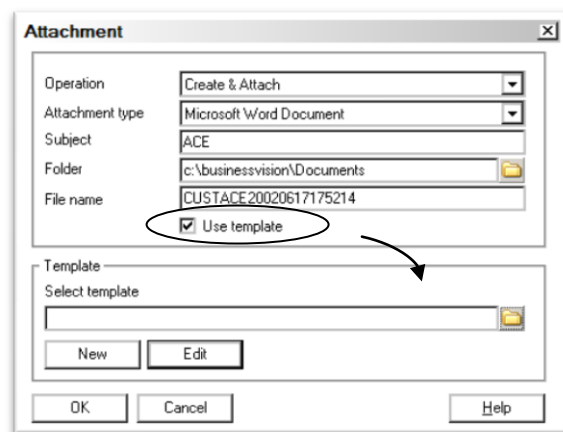 Attachment
Operation Create & Attach
Attachment type Microsoft Word Document
Subject ACE
Folder c:\businessvision\Documents
File name CUSTACE20020617175214
Use template
Template
Select template
New Edit
OK Cancel Help